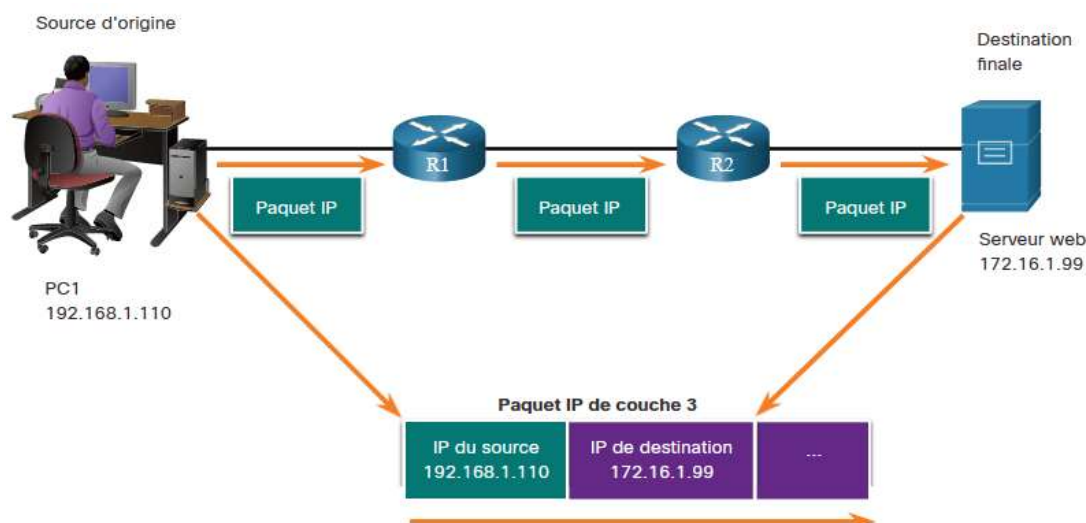 Source d'origine
Destination
finale
R1
R2
Paquet IP
Paquet IP
Paquet IP
Serveur web
172.16.1.99
PC1
192.168.1.110
Paquet IP de couche 3
IP du source
192.168.1.110
IP de destination
172.16.1.99
...